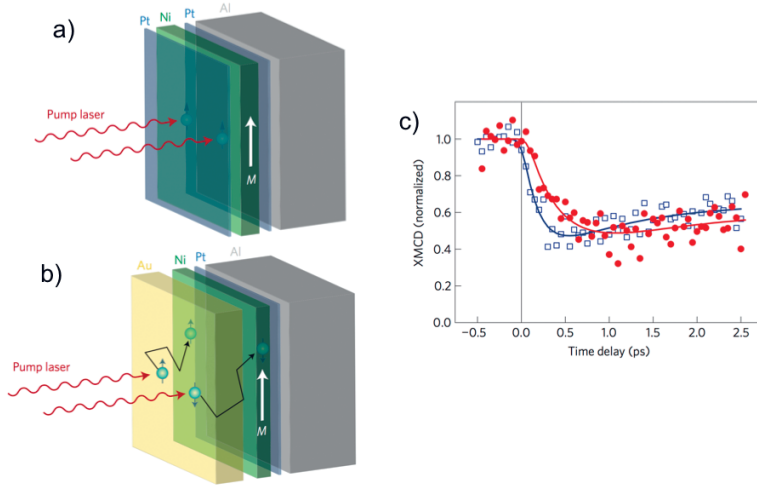 a)
Pt
Ni
Pt
Al
Pump laser
M
b)
Au
Ni
Pt
Al
Pump laser
M
c)
XMCD (normalized)
1.0
0.8
0.6
0.4
0.2
0.0
−0.5 0.0 0.5 1.0 1.5 2.0 2.5
Time delay (ps)